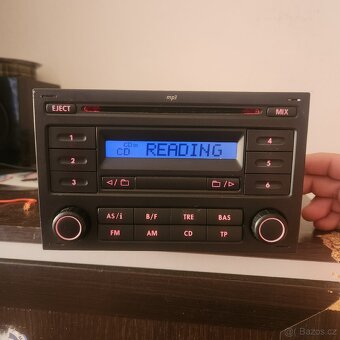 mp3
EJECT
MIX
1
4
CDin
CD READING
2
5
3
6
AS/i B/F TRE BAS
FM AM CD TP
© Bazos.cz